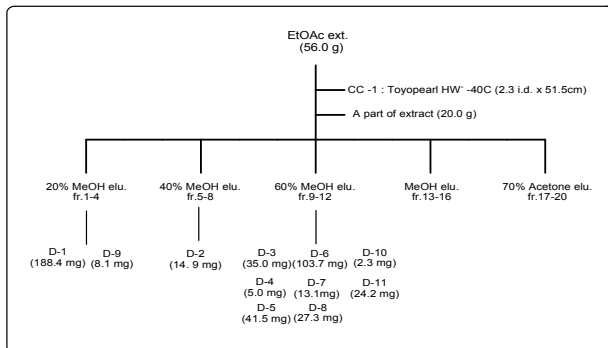 EtOAc ext.
(56.0 g)
CC -1 : Toyopearl HW⁻ -40C (2.3 i.d. x 51.5cm)
A part of extract (20.0 g)
20% MeOH elu. 40% MeOH elu. 60% MeOH elu. MeOH elu. 70% Acetone elu.
fr.1-4 fr.5-8 fr.9-12 fr.13-16 fr.17-20
D-1 D-9 D-2 D-3 D-6 D-10
(188.4 mg) (8.1 mg) (14. 9 mg) (35.0 mg) (103.7 mg) (2.3 mg)
D-4 D-7 D-11
(5.0 mg) (13.1mg) (24.2 mg)
D-5 D-8
(41.5 mg) (27.3 mg)